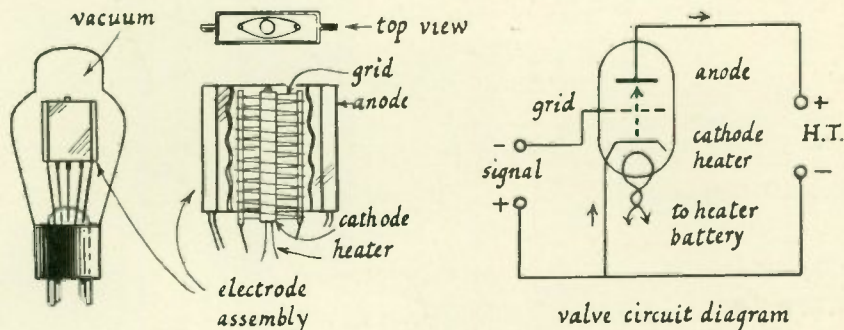 vacuum
top view
grid
anode
cathode
heater
electrode
assembly
→
anode
grid
cathode
heater
+
H.T.
−
−
signal
+
to heater
battery
valve circuit diagram